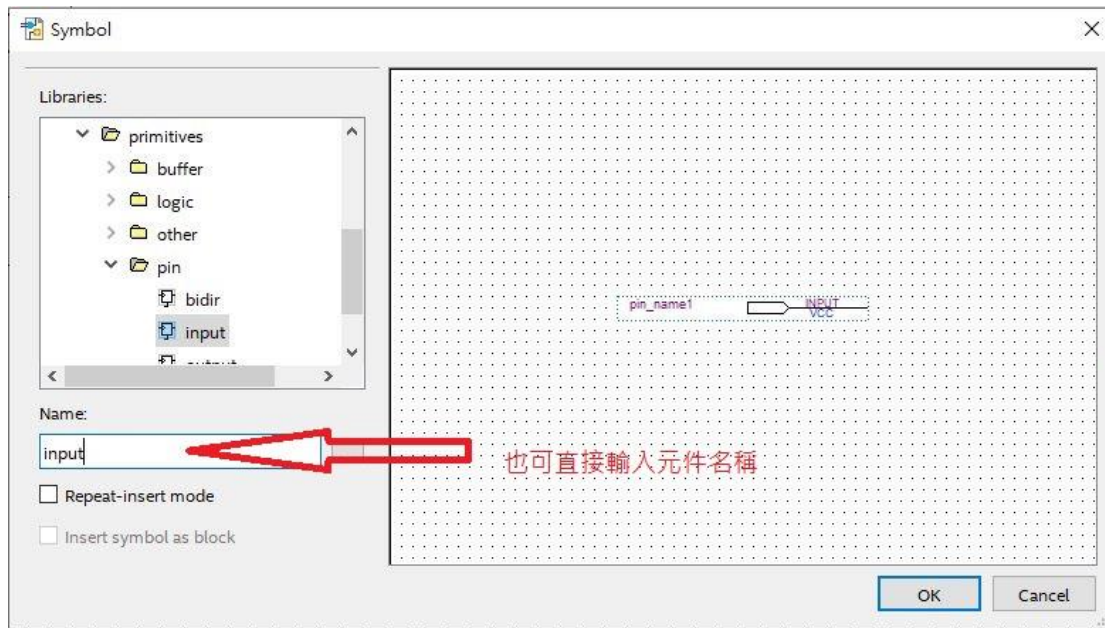 Symbol
Libraries:
primitives
buffer
logic
other
pin
bidir
input
output
Name:
input
Repeat-insert mode
Insert symbol as block
pin_name1
INPUT
VCC
也可直接輸入元件名稱
OK
Cancel